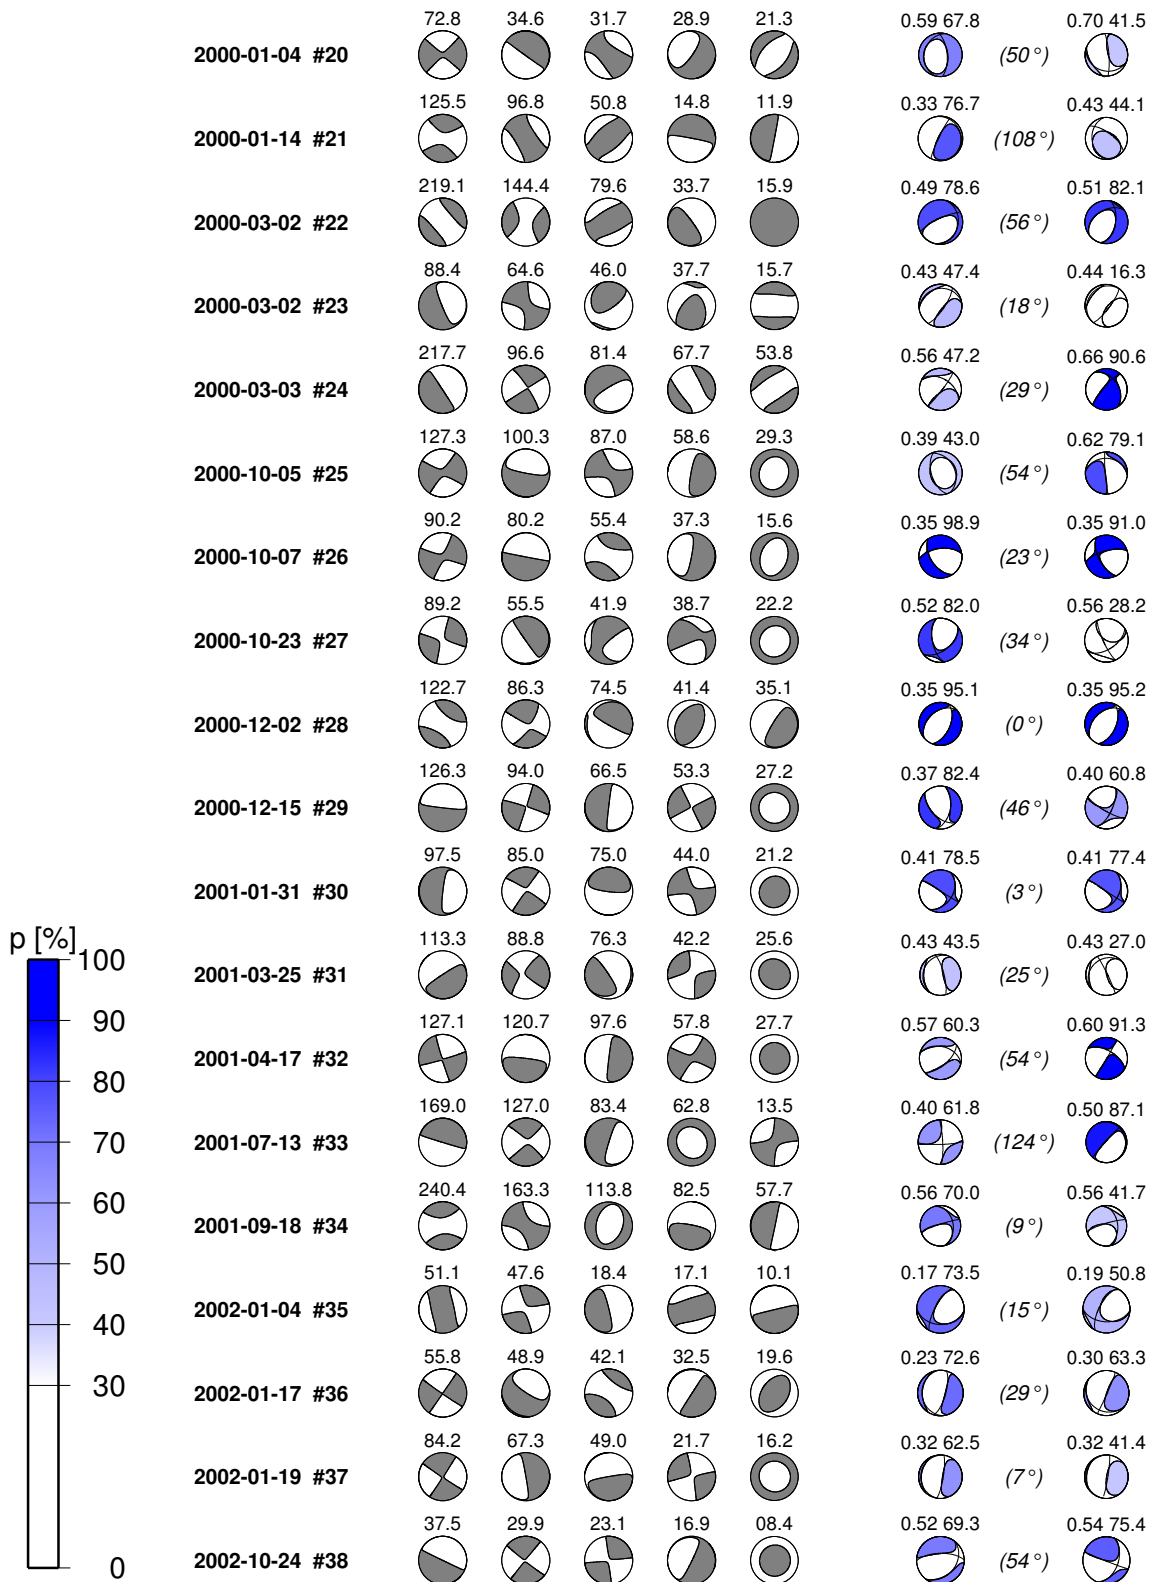 72.8 34.6 31.7 28.9 21.3 0.59 67.8 0.70 41.5
2000-01-04 #20 (50°)
125.5 96.8 50.8 14.8 11.9 0.33 76.7 0.43 44.1
2000-01-14 #21 (108°)
219.1 144.4 79.6 33.7 15.9 0.49 78.6 0.51 82.1
2000-03-02 #22 (56°)
88.4 64.6 46.0 37.7 15.7 0.43 47.4 0.44 16.3
2000-03-02 #23 (18°)
217.7 96.6 81.4 67.7 53.8 0.56 47.2 0.66 90.6
2000-03-03 #24 (29°)
127.3 100.3 87.0 58.6 29.3 0.39 43.0 0.62 79.1
2000-10-05 #25 (54°)
90.2 80.2 55.4 37.3 15.6 0.35 98.9 0.35 91.0
2000-10-07 #26 (23°)
89.2 55.5 41.9 38.7 22.2 0.52 82.0 0.56 28.2
2000-10-23 #27 (34°)
122.7 86.3 74.5 41.4 35.1 0.35 95.1 0.35 95.2
2000-12-02 #28 (0°)
126.3 94.0 66.5 53.3 27.2 0.37 82.4 0.40 60.8
2000-12-15 #29 (46°)
97.5 85.0 75.0 44.0 21.2 0.41 78.5 0.41 77.4
2001-01-31 #30 (3°)
p [%]
100
113.3 88.8 76.3 42.2 25.6 0.43 43.5 0.43 27.0
2001-03-25 #31 (25°)
90
127.1 120.7 97.6 57.8 27.7 0.57 60.3 0.60 91.3
2001-04-17 #32 (54°)
80
169.0 127.0 83.4 62.8 13.5 0.40 61.8 0.50 87.1
2001-07-13 #33 (124°)
70
60
240.4 163.3 113.8 82.5 57.7 0.56 70.0 0.56 41.7
2001-09-18 #34 (9°)
50
51.1 47.6 18.4 17.1 10.1 0.17 73.5 0.19 50.8
2002-01-04 #35 (15°)
40
30
55.8 48.9 42.1 32.5 19.6 0.23 72.6 0.30 63.3
2002-01-17 #36 (29°)
84.2 67.3 49.0 21.7 16.2 0.32 62.5 0.32 41.4
2002-01-19 #37 (7°)
37.5 29.9 23.1 16.9 08.4 0.52 69.3 0.54 75.4
2002-10-24 #38 (54°)
0